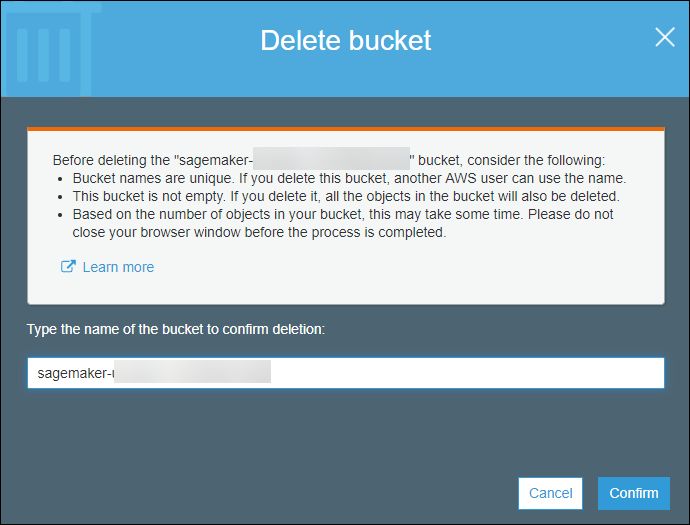 Delete bucket
Before deleting the "sagemaker-" bucket, consider the following:
• Bucket names are unique. If you delete this bucket, another AWS user can use the name.
• This bucket is not empty. If you delete it, all the objects in the bucket will also be deleted.
• Based on the number of objects in your bucket, this may take some time. Please do not
close your browser window before the process is completed.
Learn more
Type the name of the bucket to confirm deletion:
sagemaker-
Cancel Confirm